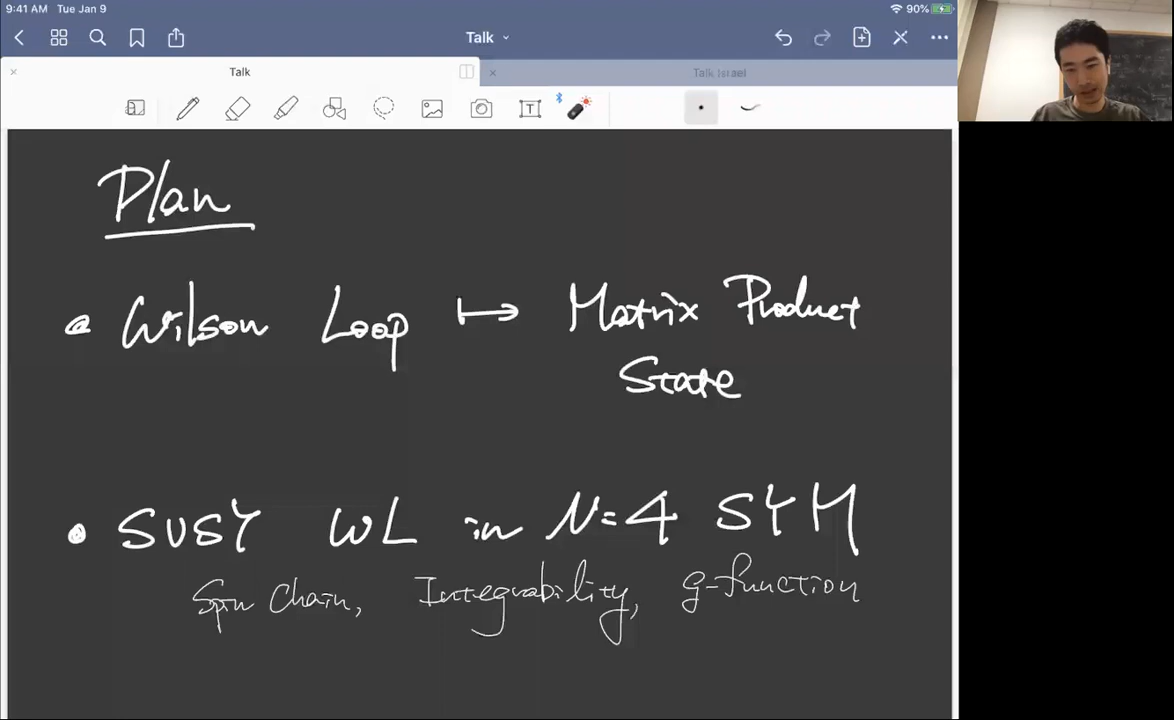 9:41 AM Tue Jan 9
90%
Talk
Talk
Talk Israel
T
Plan
Wilson Loop ↦ Matrix Product
State
SUSY WL in N=4 SYM
Spin Chain, Integrability, g-function